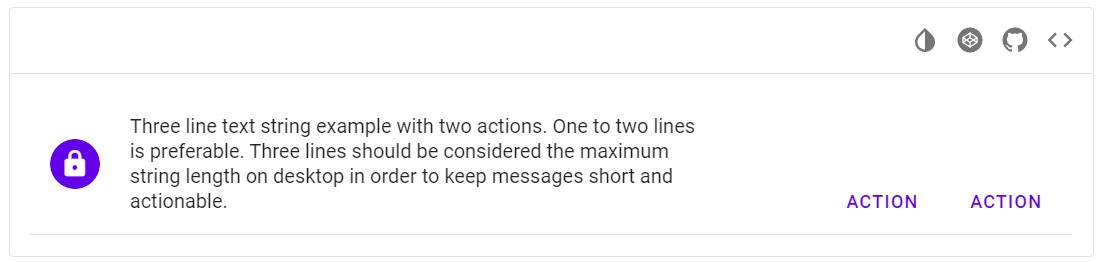 Three line text string example with two actions. One to two lines
is preferable. Three lines should be considered the maximum
string length on desktop in order to keep messages short and
actionable.
ACTION ACTION